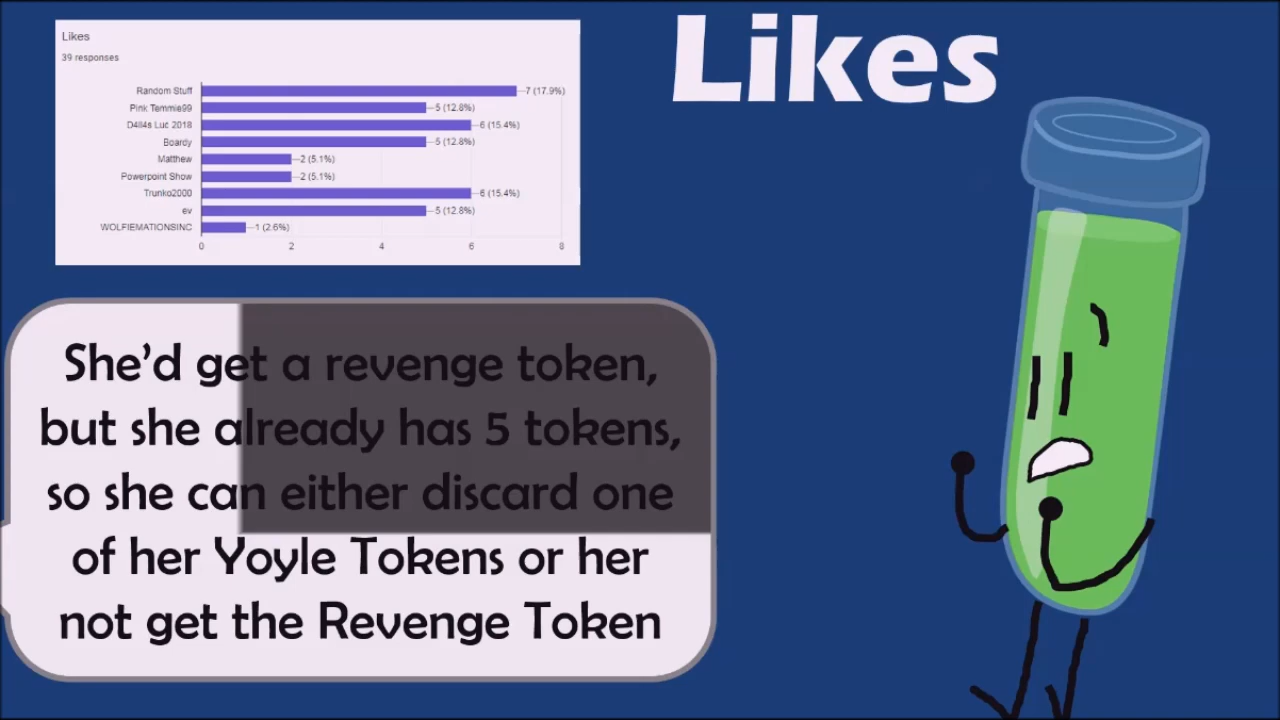 Likes
39 responses
Random Stuff 7 (17.9%)
Pink Temmie99 5 (12.8%)
D4ll4s Luc 2018 6 (15.4%)
Boardy 5 (12.8%)
Matthew 2 (5.1%)
Powerpoint Show 2 (5.1%)
Trunko2000 6 (15.4%)
ev 5 (12.8%)
WOLFIEMATIONSINC 1 (2.6%)
0 2 4 6 8
Likes
She'd get a revenge token,
but she already has 5 tokens,
so she can either discard one
of her Yoyle Tokens or her
not get the Revenge Token